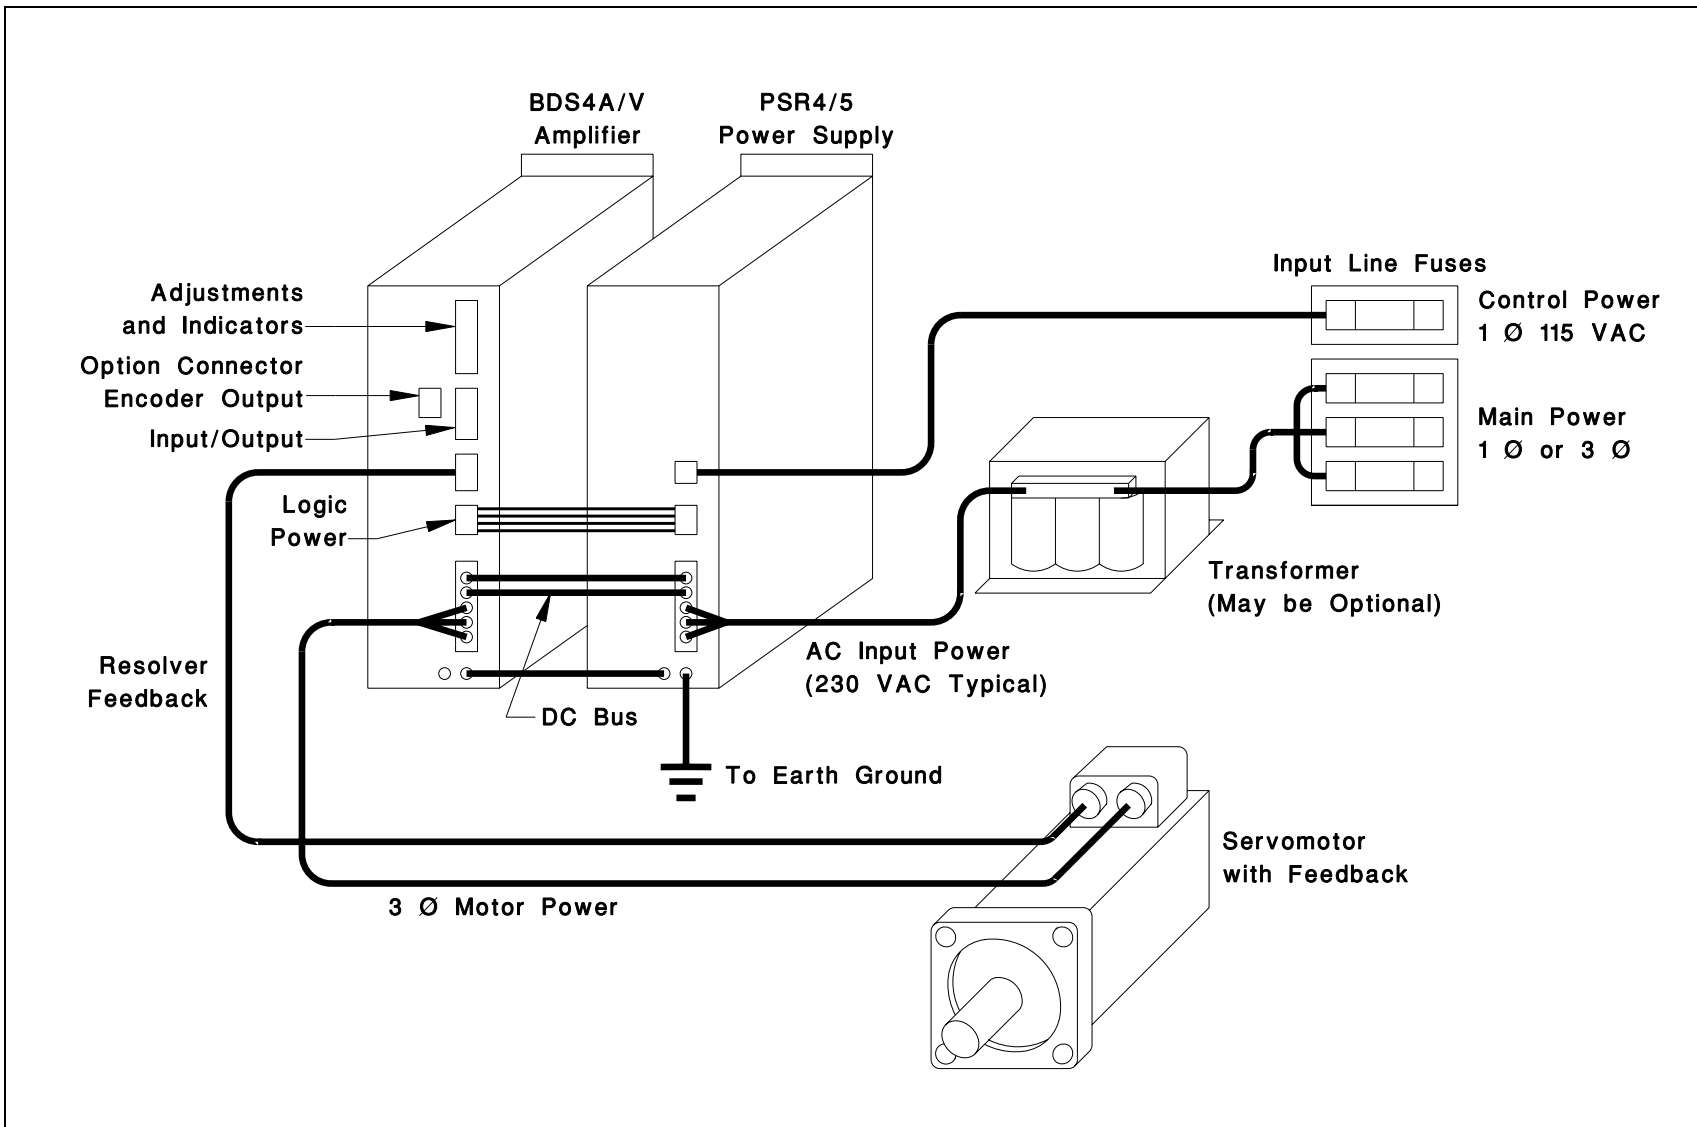 BDS4A/V
Amplifier
PSR4/5
Power Supply
Input Line Fuses
Control Power
1 Ø 115 VAC
Adjustments
and Indicators
Option Connector
Encoder Output
Input/Output
Main Power
1 Ø or 3 Ø
Logic
Power
Transformer
(May be Optional)
AC Input Power
(230 VAC Typical)
Resolver
Feedback
DC Bus
To Earth Ground
Servomotor
with Feedback
3 Ø Motor Power